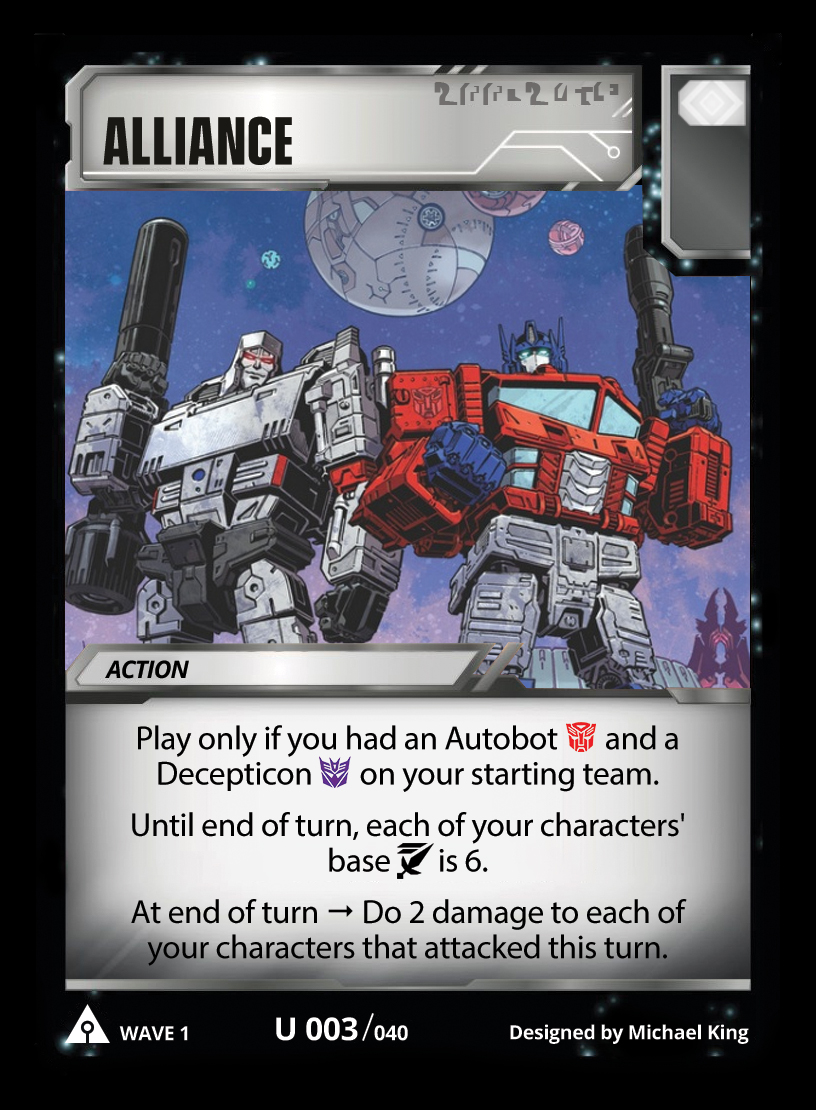 ALLIANCE
ACTION
Play only if you had an Autobot and a
Decepticon on your starting team.
Until end of turn, each of your characters'
base is 6.
At end of turn → Do 2 damage to each of
your characters that attacked this turn.
WAVE 1
U 003/040
Designed by Michael King